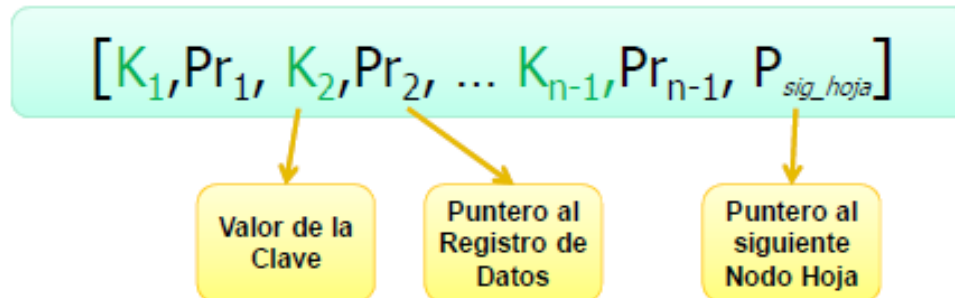 [K₁,Pr₁, K₂,Pr₂, ... Kₙ₋₁,Prₙ₋₁, P sig_hoja]
Valor de la
Clave
Puntero al
Registro de
Datos
Puntero al
siguiente
Nodo Hoja